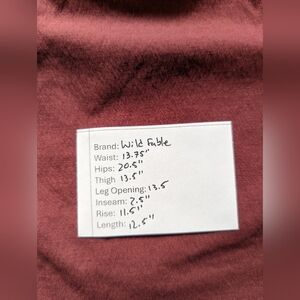 Brand: Wild Fable
Waist: 13.75"
Hips: 20.5"
Thigh 13.5"
Leg Opening: 13.5
Inseam: 2.5"
Rise: 11.5"
Length: 12.5"